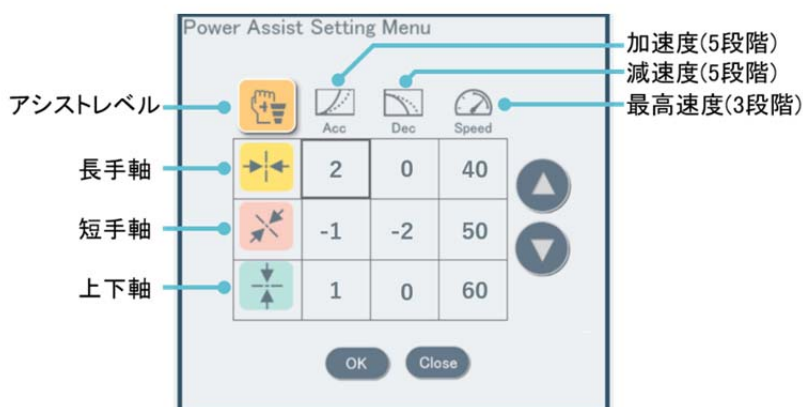 Power Assist Setting Menu
加速度(5段階)
減速度(5段階)
最高速度(3段階)
アシストレベル
Acc
Dec
Speed
長手軸
2
0
40
短手軸
-1
-2
50
上下軸
1
0
60
OK
Close